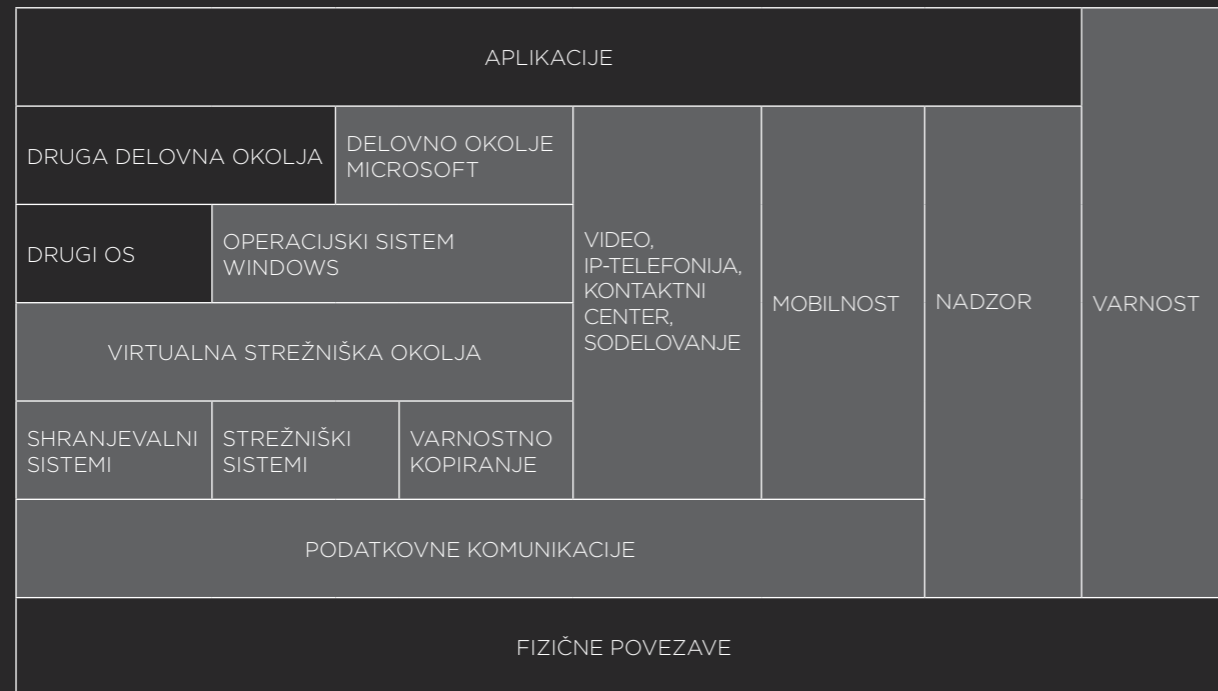 APLIKACIJE
DRUGA DELOVNA OKOLJA
DELOVNO OKOLJE
MICROSOFT
DRUGI OS
OPERACIJSKI SISTEM
WINDOWS
VIRTUALNA STREŽNIŠKA OKOLJA
SHRANJEVALNI
SISTEMI
STREŽNIŠKI
SISTEMI
VARNOSTNO
KOPIRANJE
VIDEO,
IP-TELEFONIJA,
KONTAKTNI
CENTER,
SODELOVANJE
MOBILNOST
NADZOR
VARNOST
PODATKOVNE KOMUNIKACIJE
FIZIČNE POVEZAVE